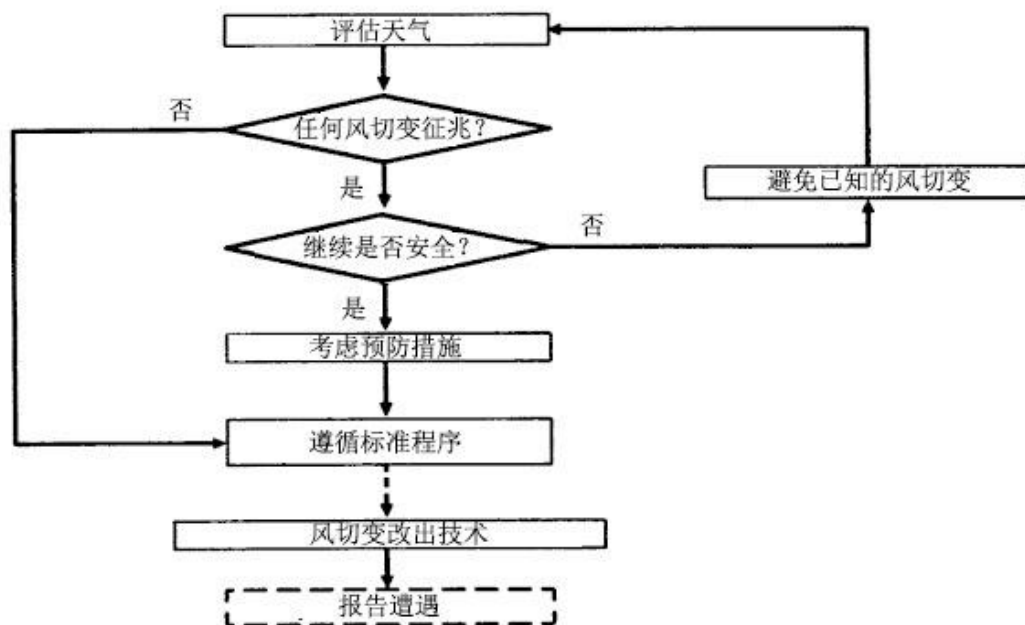 评估天气
否
任何风切变征兆？
是
避免已知的风切变
否
继续是否安全？
是
考虑预防措施
遵循标准程序
风切变改出技术
报告遭遇